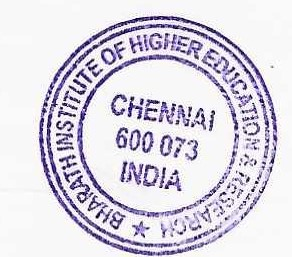 BHARATH INSTITUTE OF HIGHER EDUCATION & RESEARCH
★
CHENNAI
600 073
INDIA